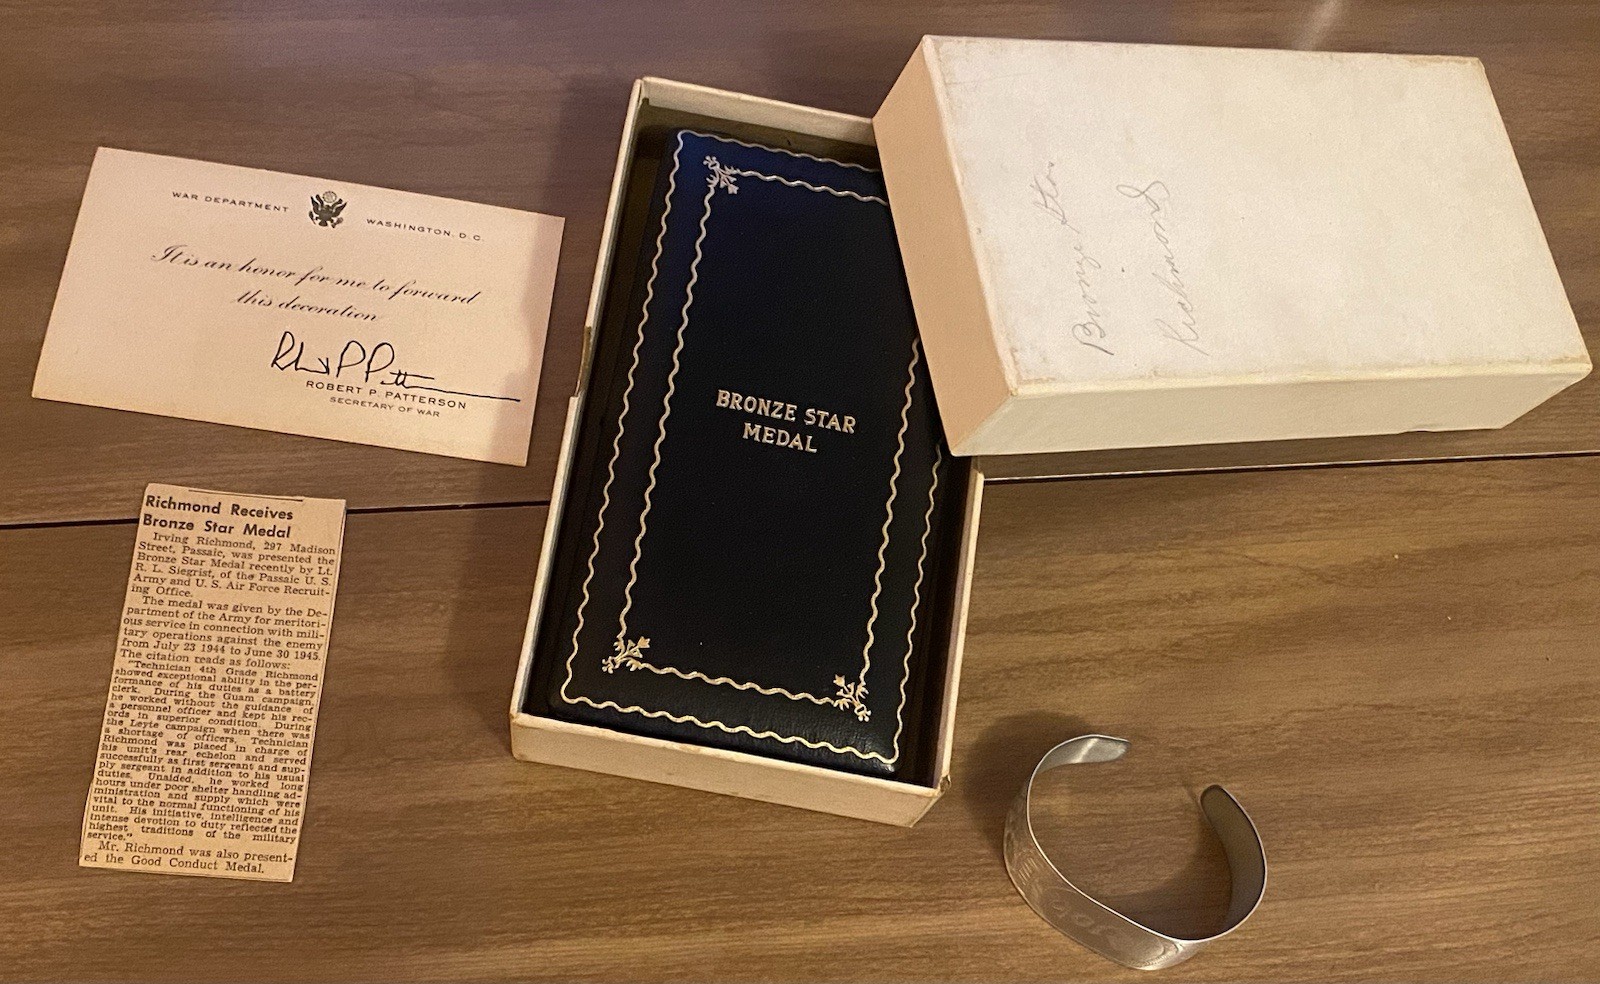 WAR DEPARTMENT WASHINGTON, D.C.
It is an honor for me to forward
this decoration
ROBERT P. PATTERSON
SECRETARY OF WAR
Richmond Receives
Bronze Star Medal
Irving Richmond, 297 Madison
Street, Passaic, was presented the
Bronze Star Medal recently by Lt.
R. L. Siegrist, of the Passaic U. S.
Army and U. S. Air Force Recruit-
ing Office.
The medal was given by the De-
partment of the Army for meritori-
ous service in connection with mili-
tary operations against the enemy
from July 23 1944 to June 30 1945.
The citation reads as follows:
"Technician 4th Grade Richmond
showed exceptional ability in the per-
formance of his duties as a battery
clerk. During the Guam campaign,
he worked without the guidance of
a personnel officer and kept his rec-
ords in superior condition. During
the Leyte campaign when there was
a shortage of officers, Technician
Richmond was placed in charge of
his unit's rear echelon and served
successfully as first sergeant and sup-
ply sergeant in addition to his usual
duties. Unaided, he worked long
hours under poor shelter handling ad-
ministration and supply which were
vital to the normal functioning of his
unit. His initiative, intelligence and
intense devotion to duty reflected the
highest traditions of the military
service."
Mr. Richmond was also present-
ed the Good Conduct Medal.
BRONZE STAR
MEDAL
Bronze Star
Richmond